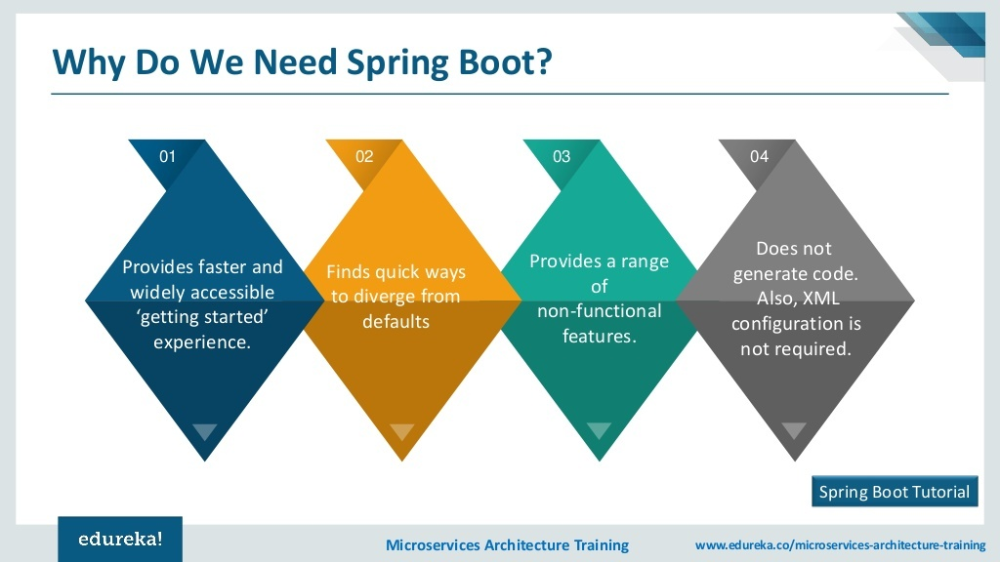 Why Do We Need Spring Boot?
01
Provides faster and
widely accessible
‘getting started’
experience.
02
Finds quick ways
to diverge from
defaults
03
Provides a range
of
non-functional
features.
04
Does not
generate code.
Also, XML
configuration is
not required.
Spring Boot Tutorial
edureka!
Microservices Architecture Training
www.edureka.co/microservices-architecture-training